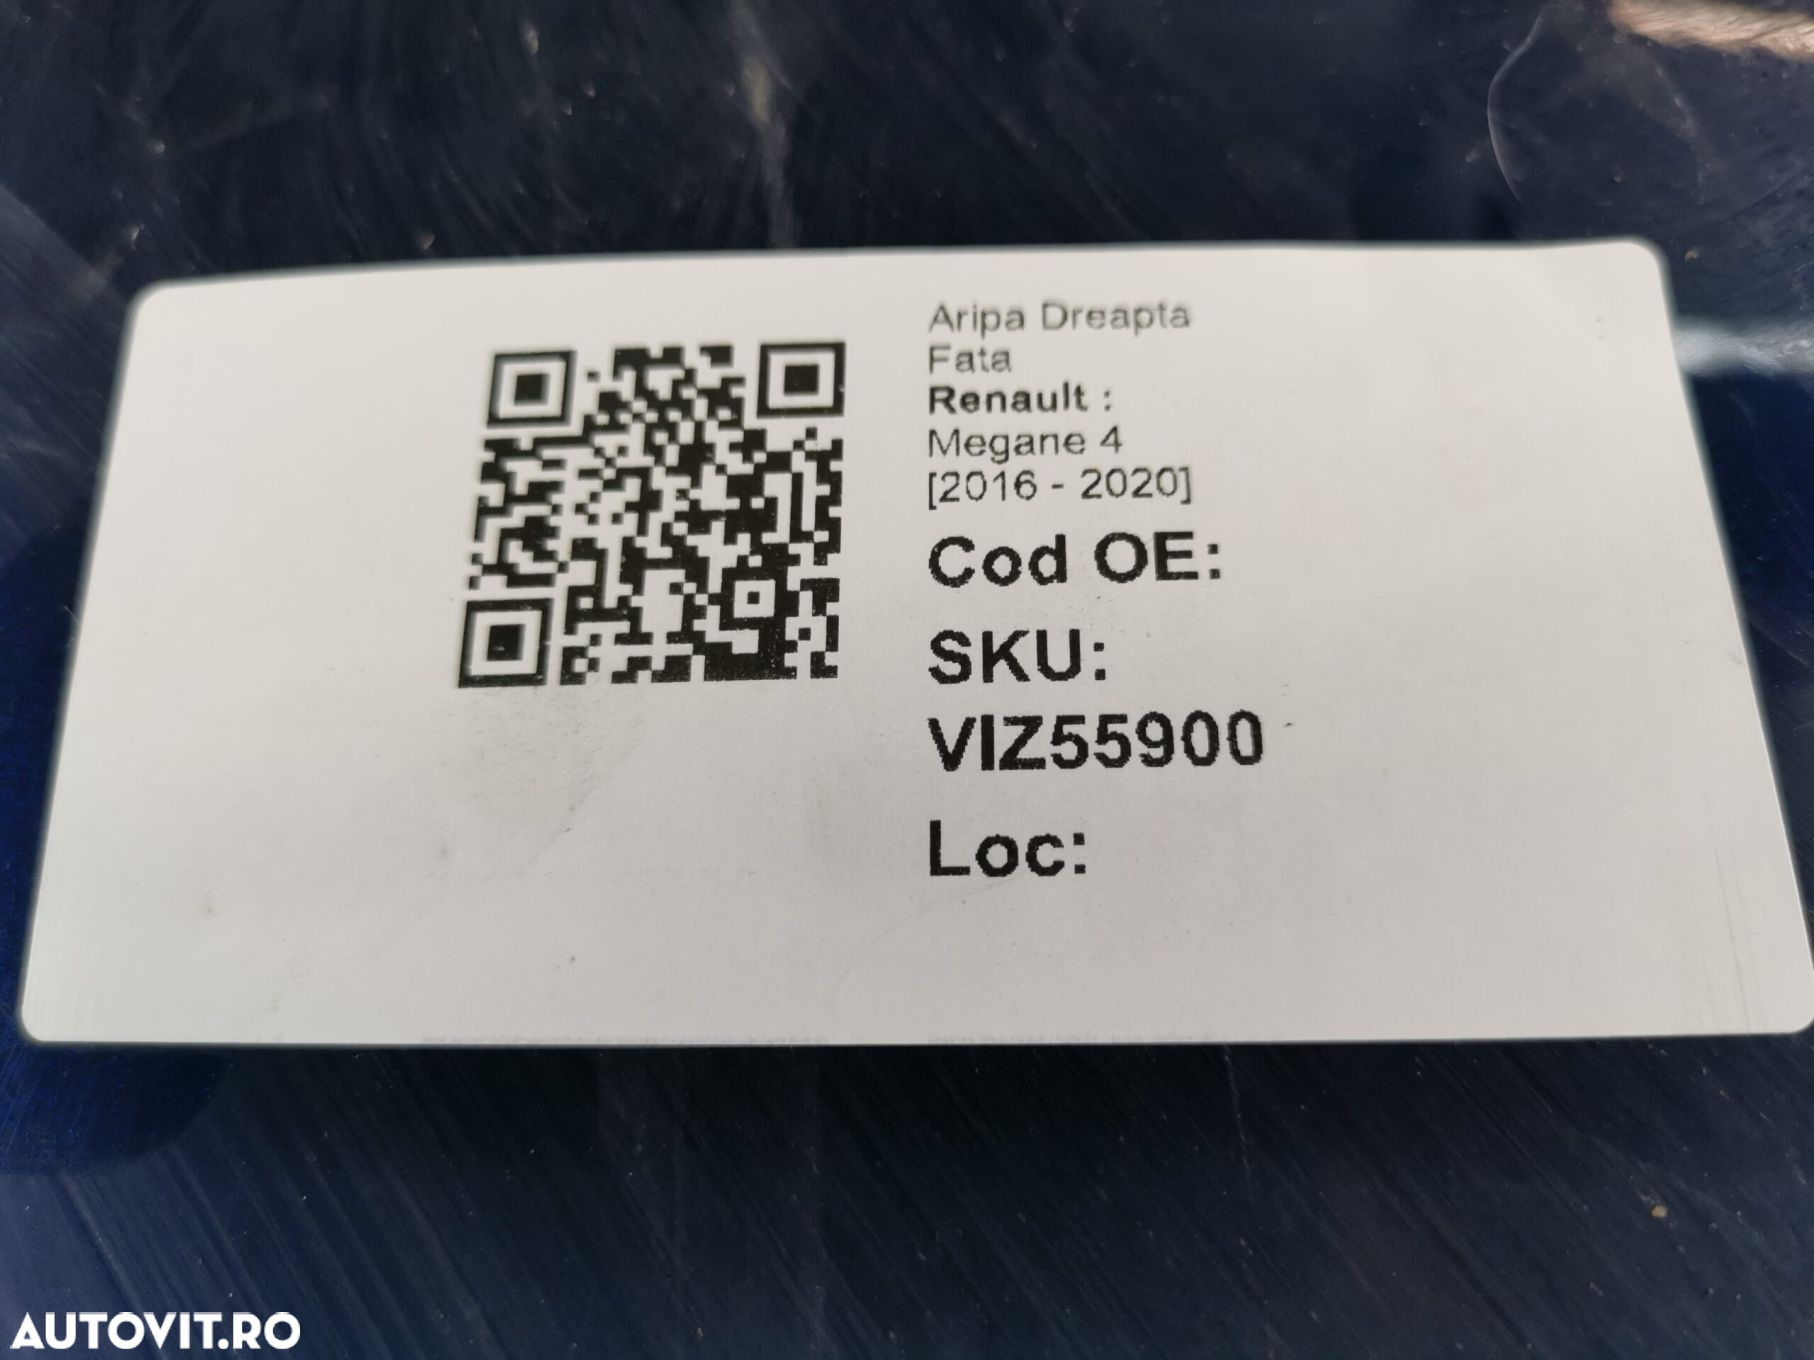 Aripa Dreapta
Fata
Renault :
Megane 4
[2016 - 2020]
Cod OE:
SKU:
VIZ55900
Loc:
AUTOVIT.RO